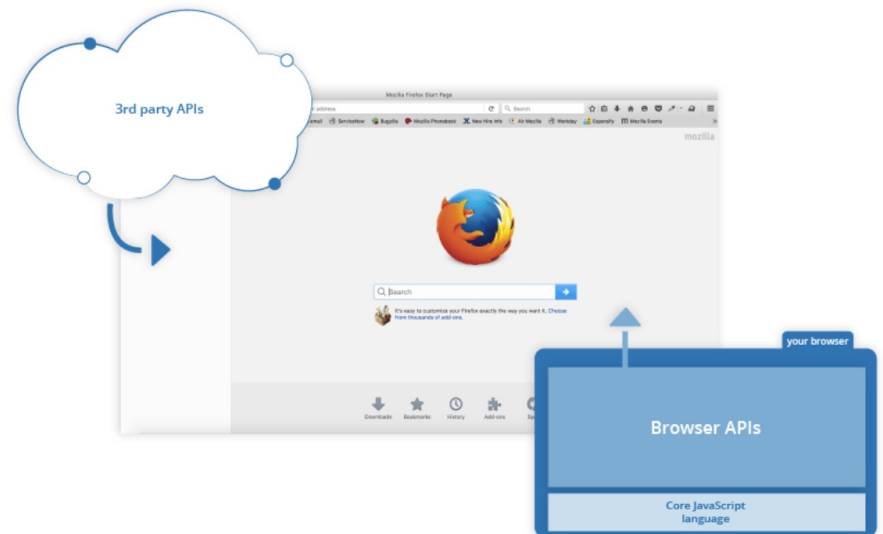 3rd party APIs
Mozilla Firefox Start Page
address
Search
email ServiceNow Bugzilla Mozilla Phonebook New Hire Info Air Mozilla Workday Expensify Mozilla Events
mozilla
Search
It's easy to customize your Firefox exactly the way you want it. Choose
from thousands of add-ons.
Downloads Bookmarks History Add-ons
your browser
Browser APIs
Core JavaScript
language